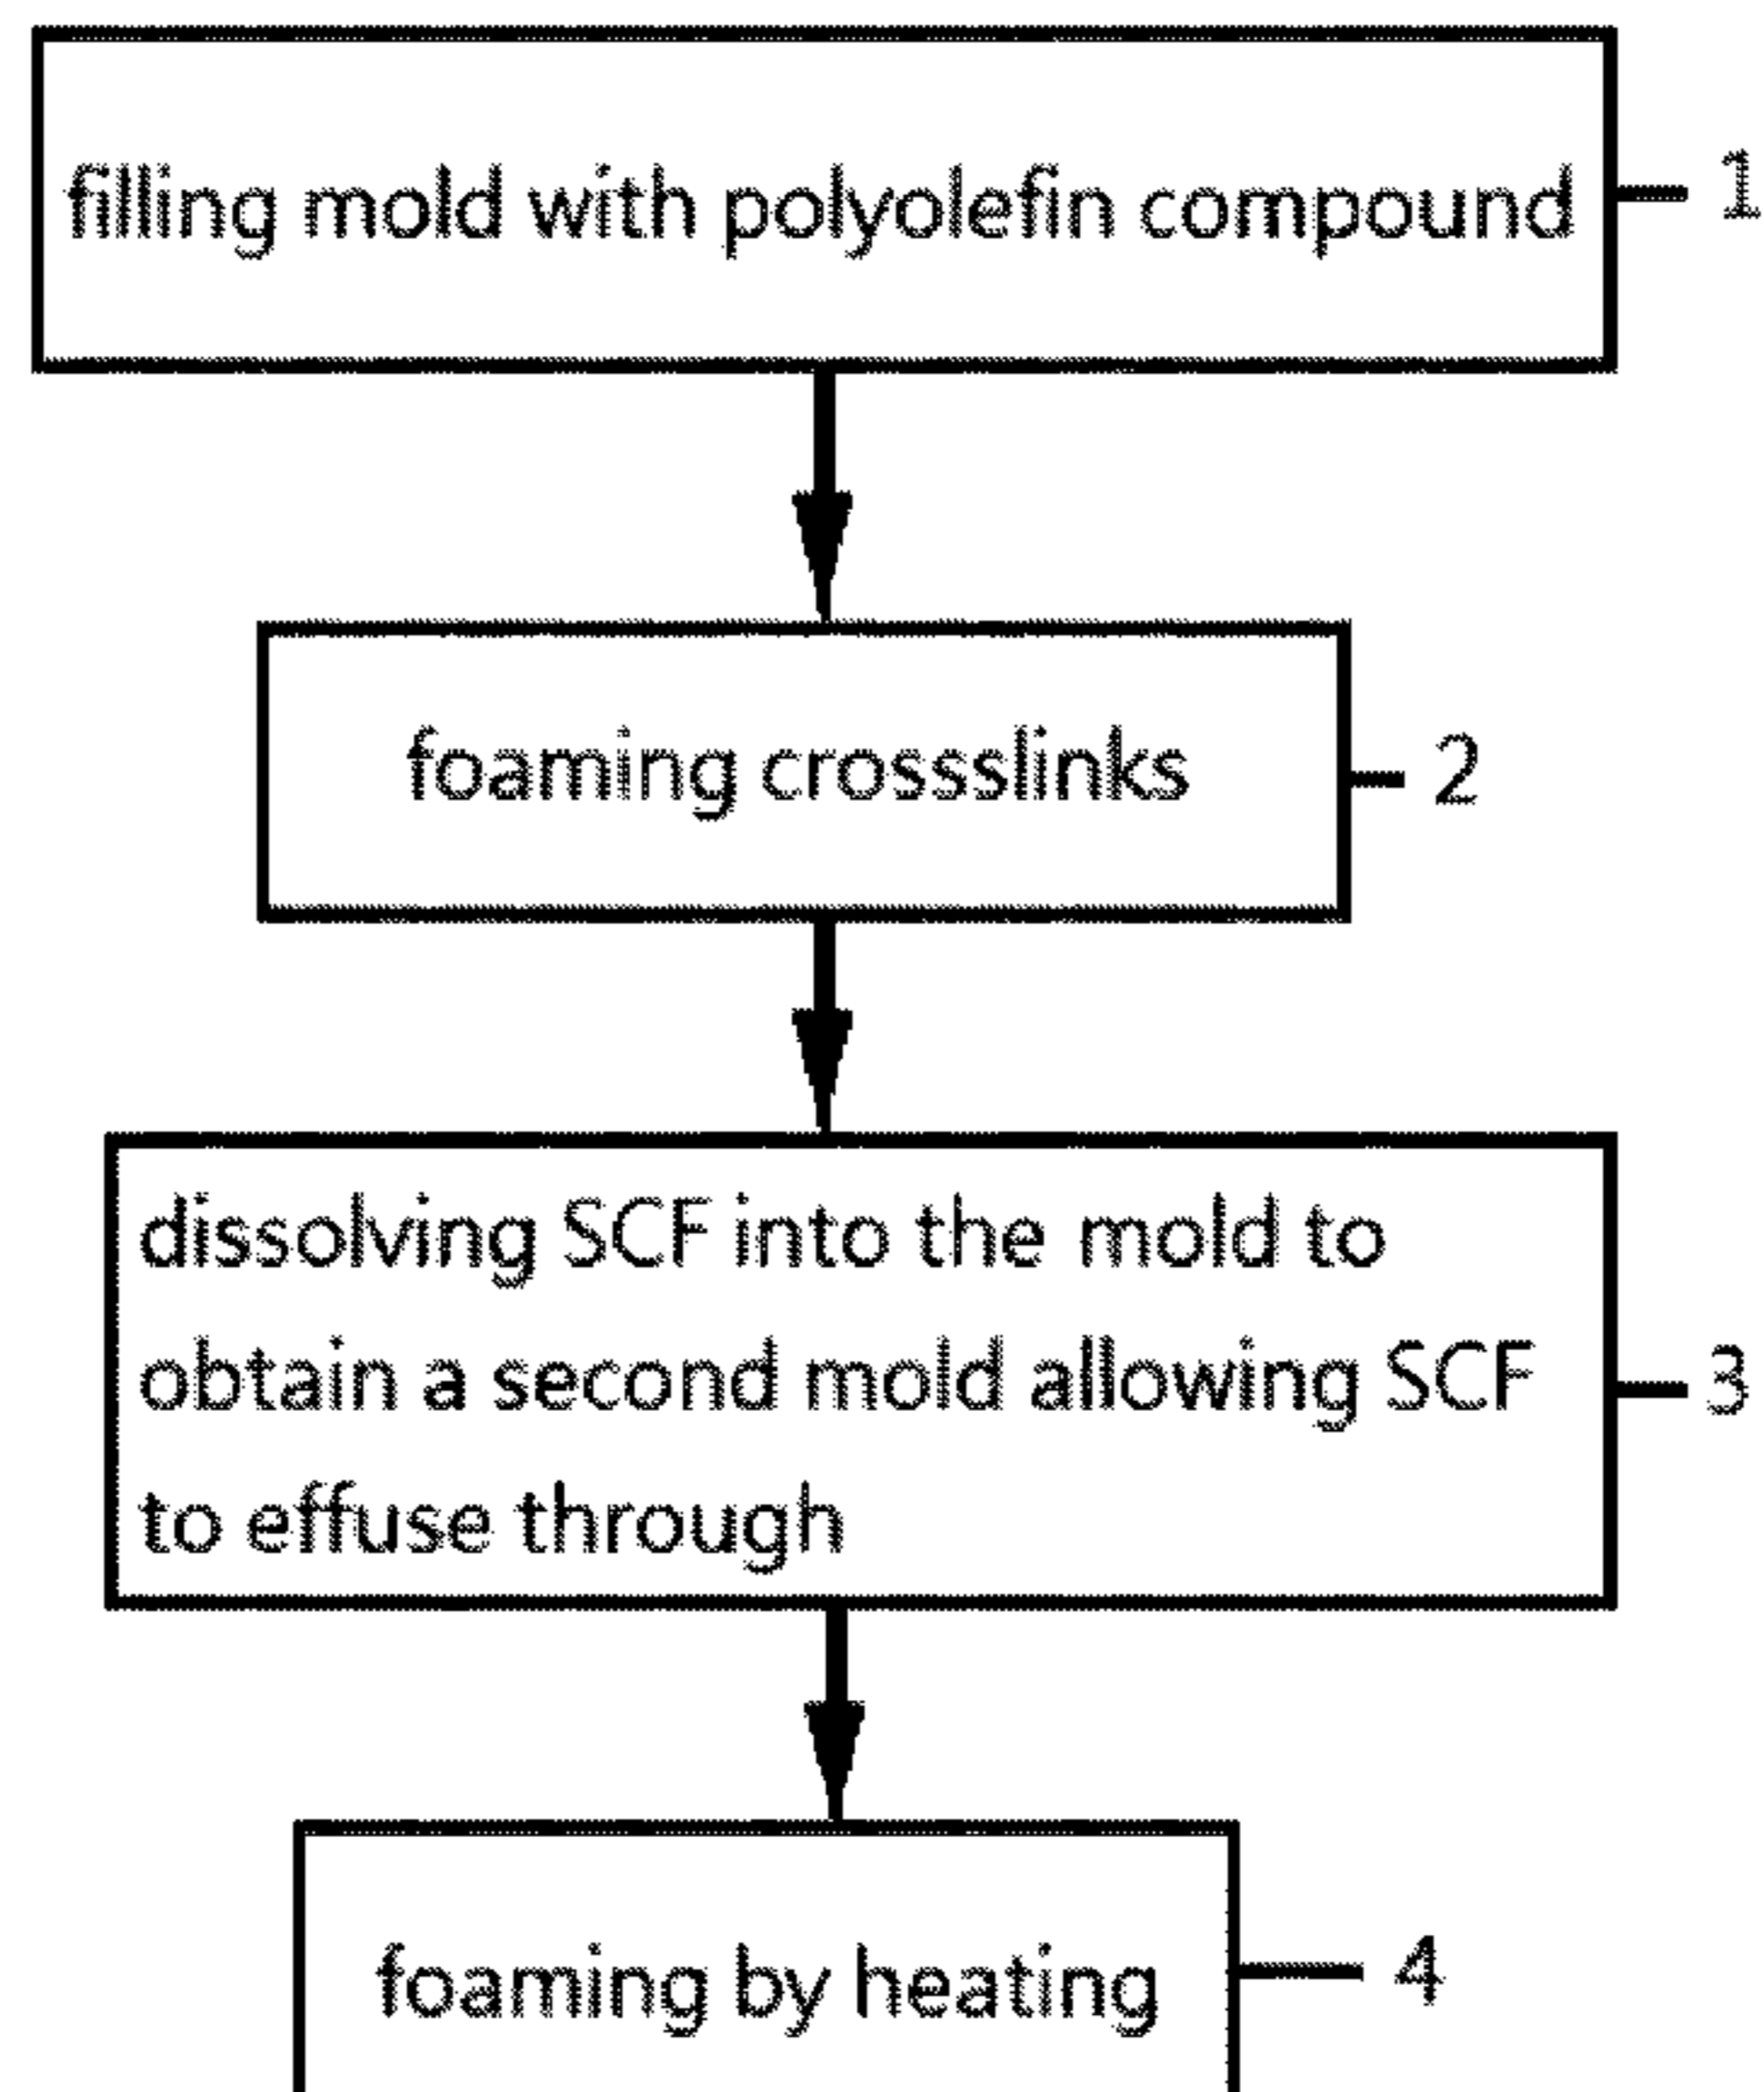 filling mold with polyolefin compound
1
foaming crossslinks
2
dissolving SCF into the mold to
obtain a second mold allowing SCF
to effuse through
3
foaming by heating
4